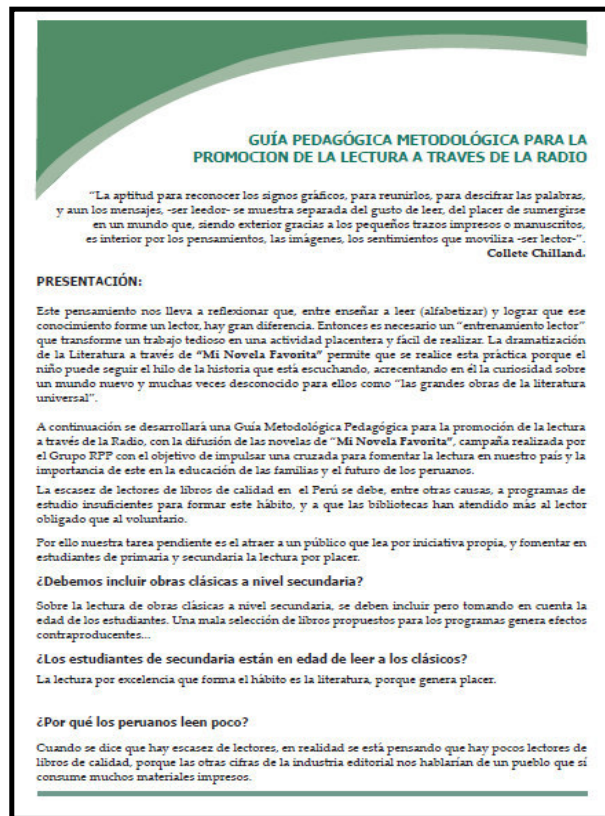 GUÍA PEDAGÓGICA METODOLÓGICA PARA LA
PROMOCION DE LA LECTURA A TRAVES DE LA RADIO
“La aptitud para reconocer los signos gráficos, para reunirlos, para descifrar las palabras,
y aun los mensajes, -ser leedor- se muestra separada del gusto de leer, del placer de sumergirse
en un mundo que, siendo exterior gracias a los pequeños trazos impresos o manuscritos,
es interior por los pensamientos, las imágenes, los sentimientos que moviliza -ser lector-”.
Collete Chilland.
PRESENTACIÓN:
Este pensamiento nos lleva a reflexionar que, entre enseñar a leer (alfabetizar) y lograr que ese
conocimiento forme un lector, hay gran diferencia. Entonces es necesario un “entrenamiento lector”
que transforme un trabajo tedioso en una actividad placentera y fácil de realizar. La dramatización
de la Literatura a través de “Mi Novela Favorita” permite que se realice esta práctica porque el
niño puede seguir el hilo de la historia que está escuchando, acrecentando en él la curiosidad sobre
un mundo nuevo y muchas veces desconocido para ellos como “las grandes obras de la literatura
universal”.
A continuación se desarrollará una Guía Metodológica Pedagógica para la promoción de la lectura
a través de la Radio, con la difusión de las novelas de “Mi Novela Favorita”, campaña realizada por
el Grupo RPP con el objetivo de impulsar una cruzada para fomentar la lectura en nuestro país y la
importancia de este en la educación de las familias y el futuro de los peruanos.
La escasez de lectores de libros de calidad en el Perú se debe, entre otras causas, a programas de
estudio insuficientes para formar este hábito, y a que las bibliotecas han atendido más al lector
obligado que al voluntario.
Por ello nuestra tarea pendiente es el atraer a un público que lea por iniciativa propia, y fomentar en
estudiantes de primaria y secundaria la lectura por placer.
¿Debemos incluir obras clásicas a nivel secundaria?
Sobre la lectura de obras clásicas a nivel secundaria, se deben incluir pero tomando en cuenta la
edad de los estudiantes. Una mala selección de libros propuestos para los programas genera efectos
contraproducentes...
¿Los estudiantes de secundaria están en edad de leer a los clásicos?
La lectura por excelencia que forma el hábito es la literatura, porque genera placer.
¿Por qué los peruanos leen poco?
Cuando se dice que hay escasez de lectores, en realidad se está pensando que hay pocos lectores de
libros de calidad, porque las otras cifras de la industria editorial nos hablarían de un pueblo que sí
consume muchos materiales impresos.